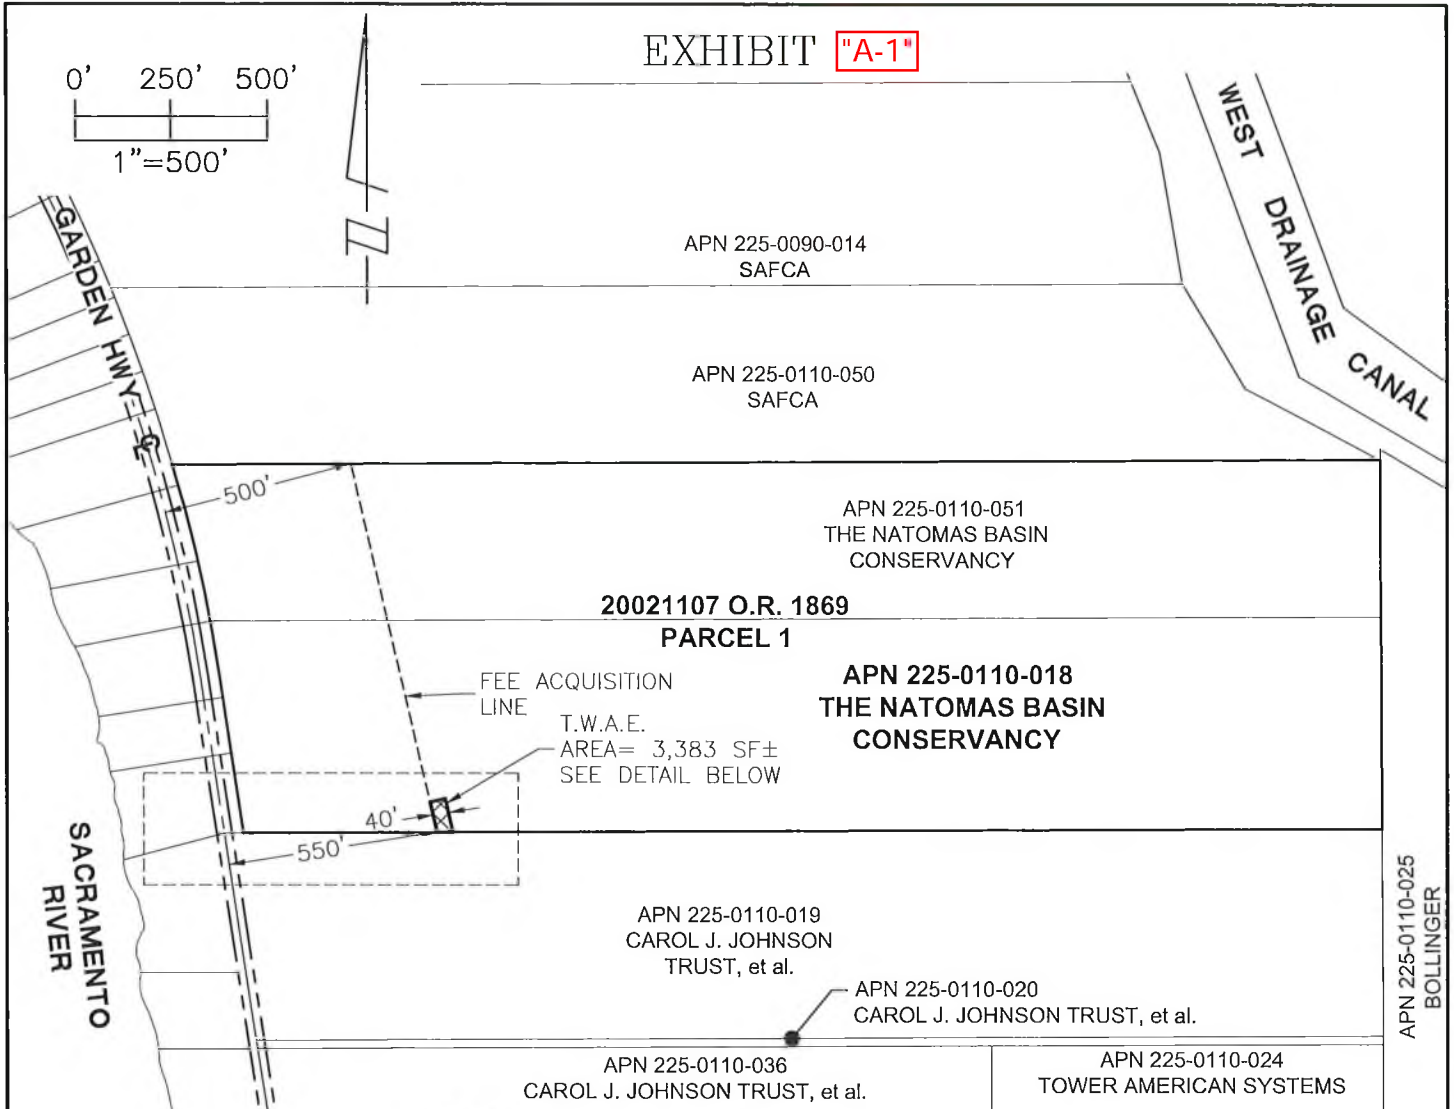 EXHIBIT "A-1"
0' 250' 500'
1"=500'
WEST DRAINAGE CANAL
GARDEN HWY
APN 225-0090-014
SAFCA
APN 225-0110-050
SAFCA
500'
APN 225-0110-051
THE NATOMAS BASIN
CONSERVANCY
20021107 O.R. 1869
PARCEL 1
APN 225-0110-018
THE NATOMAS BASIN
CONSERVANCY
FEE ACQUISITION
LINE
T.W.A.E.
AREA= 3,383 SF±
SEE DETAIL BELOW
40'
550'
SACRAMENTO
RIVER
APN 225-0110-019
CAROL J. JOHNSON
TRUST, et al.
APN 225-0110-020
CAROL J. JOHNSON TRUST, et al.
APN 225-0110-025
BOLLINGER
APN 225-0110-036
CAROL J. JOHNSON TRUST, et al.
APN 225-0110-024
TOWER AMERICAN SYSTEMS